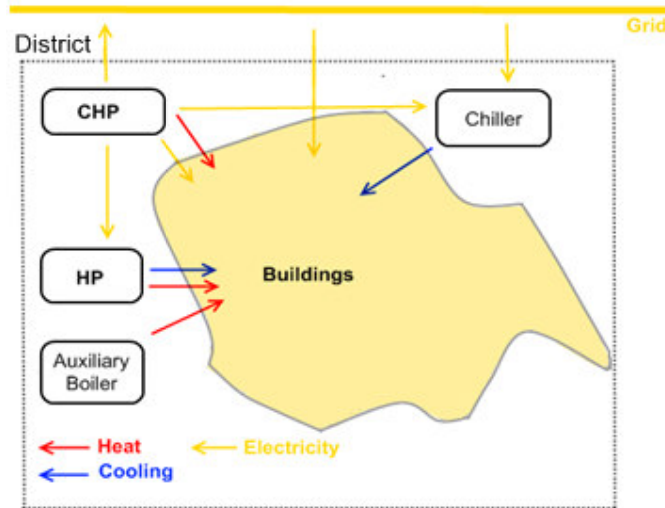 Grid
District
CHP
Chiller
HP
Buildings
Auxiliary
Boiler
Heat
Electricity
Cooling